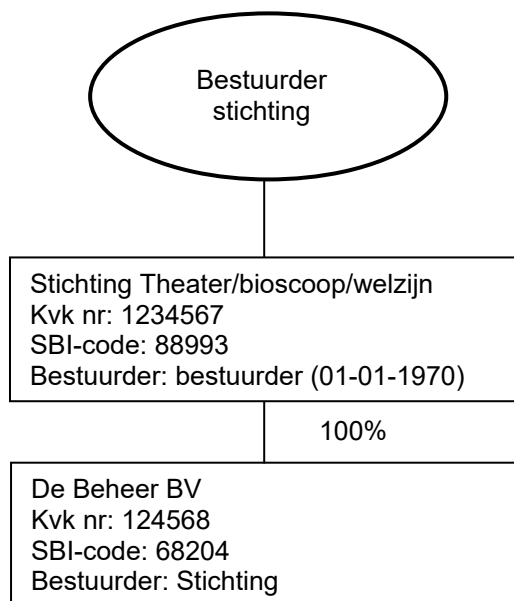 Bestuurder
stichting
Stichting Theater/bioscoop/welzijn
Kvk nr: 1234567
SBI-code: 88993
Bestuurder: bestuurder (01-01-1970)
100%
De Beheer BV
Kvk nr: 124568
SBI-code: 68204
Bestuurder: Stichting